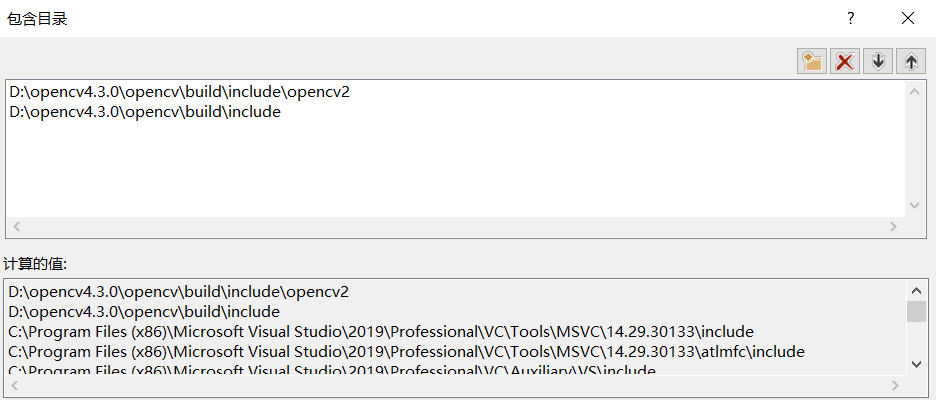 包含目录
D:\opencv4.3.0\opencv\build\include\opencv2
D:\opencv4.3.0\opencv\build\include
计算的值:
D:\opencv4.3.0\opencv\build\include\opencv2
D:\opencv4.3.0\opencv\build\include
C:\Program Files (x86)\Microsoft Visual Studio\2019\Professional\VC\Tools\MSVC\14.29.30133\include
C:\Program Files (x86)\Microsoft Visual Studio\2019\Professional\VC\Tools\MSVC\14.29.30133\atlmfc\include
C:\Program Files (x86)\Microsoft Visual Studio\2019\Professional\VC\Auxiliary\VS\include